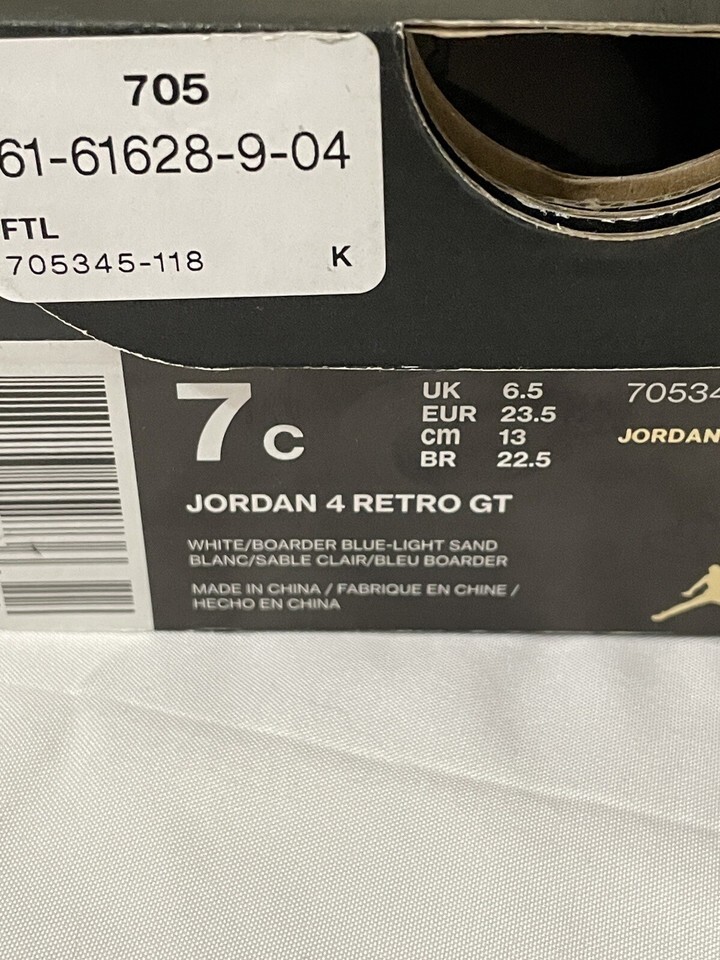 705
61-61628-9-04
FTL
705345-118 K
7 C
UK 6.5
EUR 23.5
cm 13
BR 22.5
70534
JORDAN
JORDAN 4 RETRO GT
WHITE/BOARDER BLUE-LIGHT SAND
BLANC/SABLE CLAIR/BLEU BOARDER
MADE IN CHINA / FABRIQUE EN CHINE /
HECHO EN CHINA